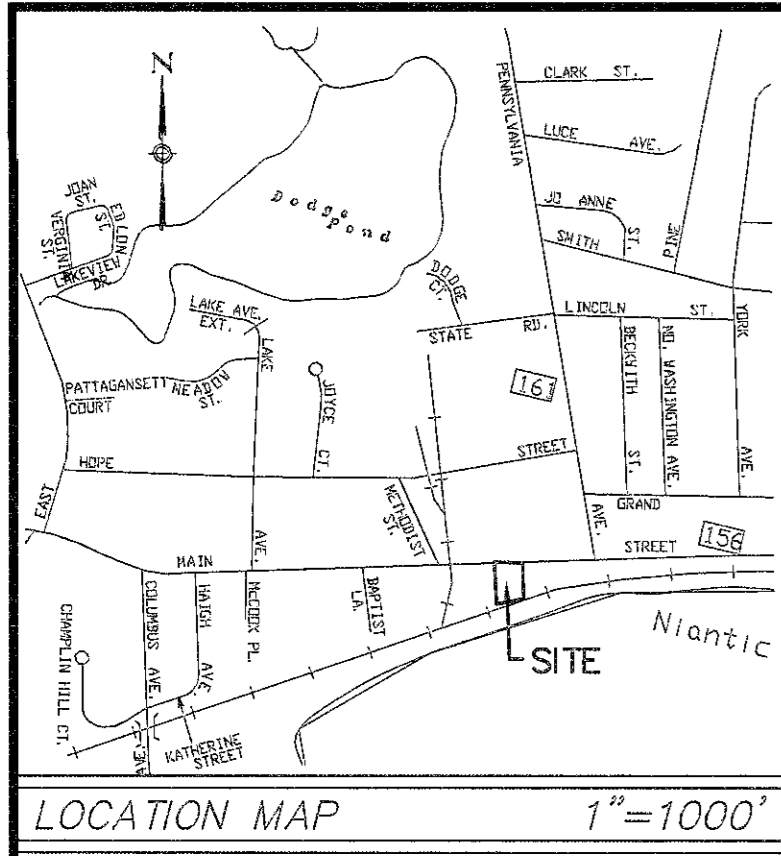 N
PENNSYLVANIA
CLARK ST.
LUCE AVE.
Dodge
Pond
JOAN
ST.
EDLON
ST.
VERGINIA
ST.
LAKEVIEW
DR.
JO ANNE
ST.
SMITH
PINE
DODGE
CT.
LAKE AVE.
EXT.
LINCOLN ST.
YORK
STATE RD.
LAKE
BECKWITH
NO. WASHINGTON AVE.
161
PATTAGANSETT
COURT
MEADOW
ST.
JOYCE
CT.
HOPE
STREET
ST.
AVE.
METHODIST
ST.
EAST
GRAND
AVE.
AVE.
156
MAIN
STREET
COLUMBUS
HAIGH
McCOOK PL.
BAPTIST
LA.
CHAMPLIN HILL CT.
AVE.
AVE.
Niantic
SITE
KATHERINE
STREET
AVE.
LOCATION MAP 1"=1000'